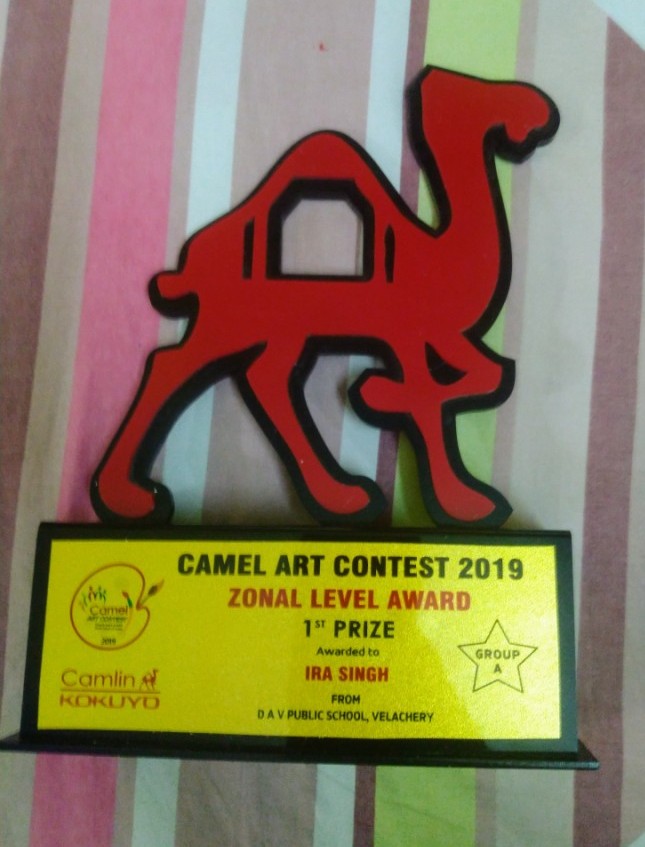 CAMEL ART CONTEST 2019
ZONAL LEVEL AWARD
1ST PRIZE
Awarded to
IRA SINGH
FROM
D A V PUBLIC SCHOOL, VELACHERY
GROUP
A
Camel
ART CONTEST
2019
Camlin
KOKUYO